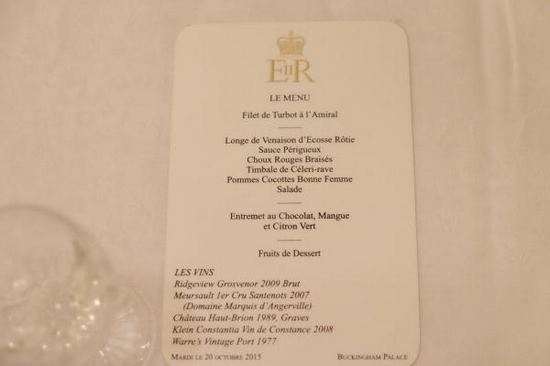 EIIR
LE MENU
Filet de Turbot à l'Amiral
Longe de Venaison d'Ecosse Rôtie
Sauce Périgueux
Choux Rouges Braisés
Timbale de Céleri-rave
Pommes Cocottes Bonne Femme
Salade
Entremet au Chocolat, Mangue
et Citron Vert
Fruits de Dessert
LES VINS
Ridgeview Grosvenor 2009 Brut
Meursault 1er Cru Santenots 2007
(Domaine Marquis d'Angerville)
Château Haut-Brion 1989, Graves
Klein Constantia Vin de Constance 2008
Warre's Vintage Port 1977
MARDI LE 20 OCTOBRE 2015 BUCKINGHAM PALACE